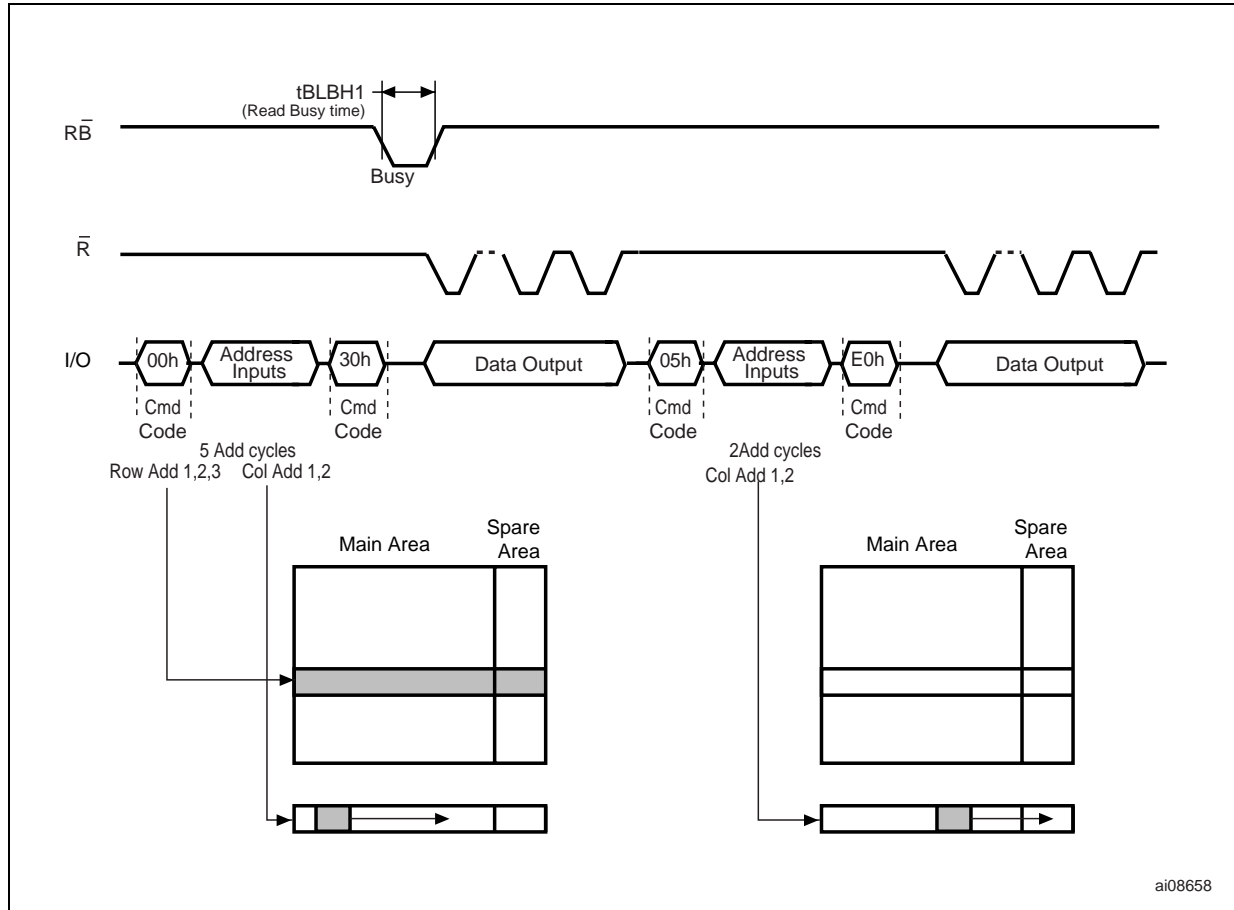 tBLBH1
(Read Busy time)
RB̅
Busy
R̅
I/O
00h
Address
Inputs
30h
Data Output
05h
Address
Inputs
E0h
Data Output
Cmd
Code
Cmd
Code
Cmd
Code
Cmd
Code
5 Add cycles
Row Add 1,2,3 Col Add 1,2
2Add cycles
Col Add 1,2
Main Area
Spare
Area
Main Area
Spare
Area
ai08658